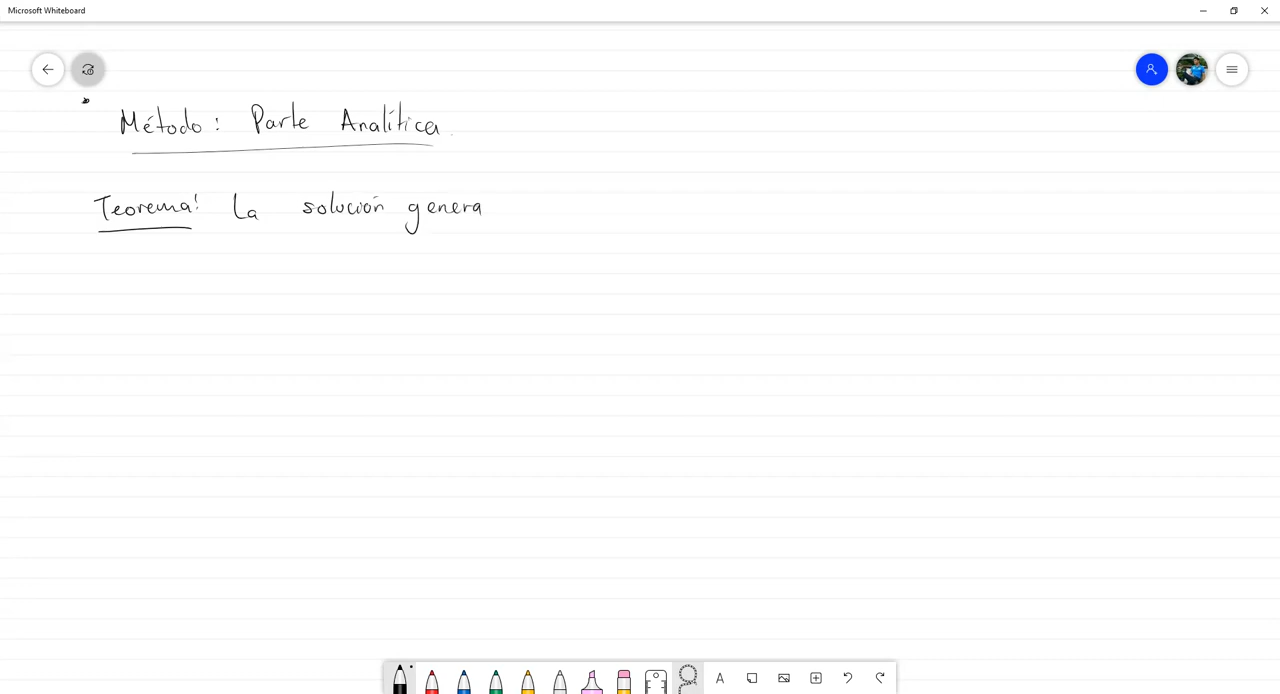 Microsoft Whiteboard
Método: Parte Analítica.
Teorema: La solución genera